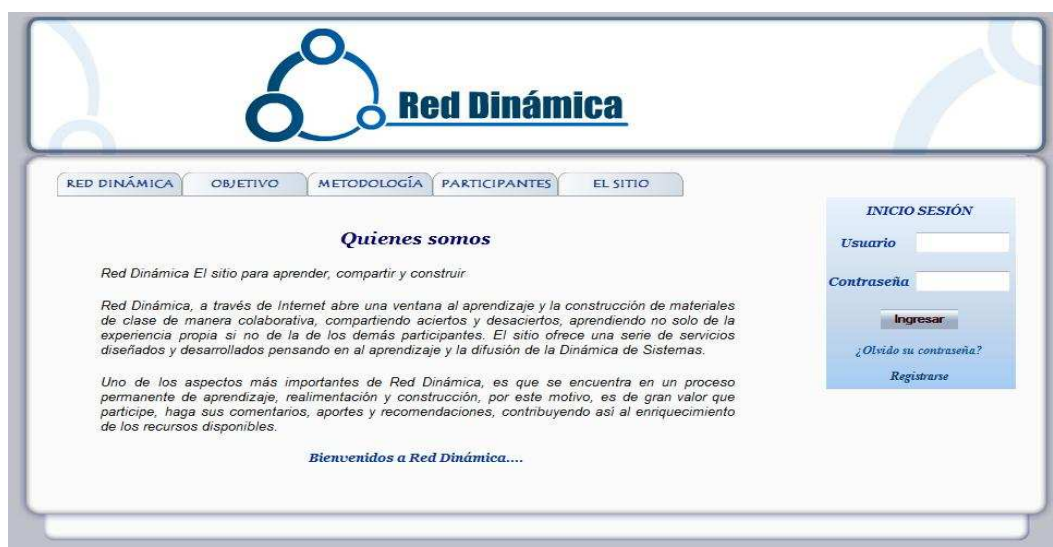 Red Dinámica
RED DINÁMICA OBJETIVO METODOLOGÍA PARTICIPANTES EL SITIO
Quienes somos
Red Dinámica El sitio para aprender, compartir y construir
Red Dinámica, a través de Internet abre una ventana al aprendizaje y la construcción de materiales
de clase de manera colaborativa, compartiendo aciertos y desaciertos, aprendiendo no solo de la
experiencia propia si no de la de los demás participantes. El sitio ofrece una serie de servicios
diseñados y desarrollados pensando en al aprendizaje y la difusión de la Dinámica de Sistemas.
Uno de los aspectos más importantes de Red Dinámica, es que se encuentra en un proceso
permanente de aprendizaje, realimentación y construcción, por este motivo, es de gran valor que
participe, haga sus comentarios, aportes y recomendaciones, contribuyendo así al enriquecimiento
de los recursos disponibles.
Bienvenidos a Red Dinámica....
INICIO SESIÓN
Usuario
Contraseña
Ingresar
¿Olvido su contraseña?
Registrarse